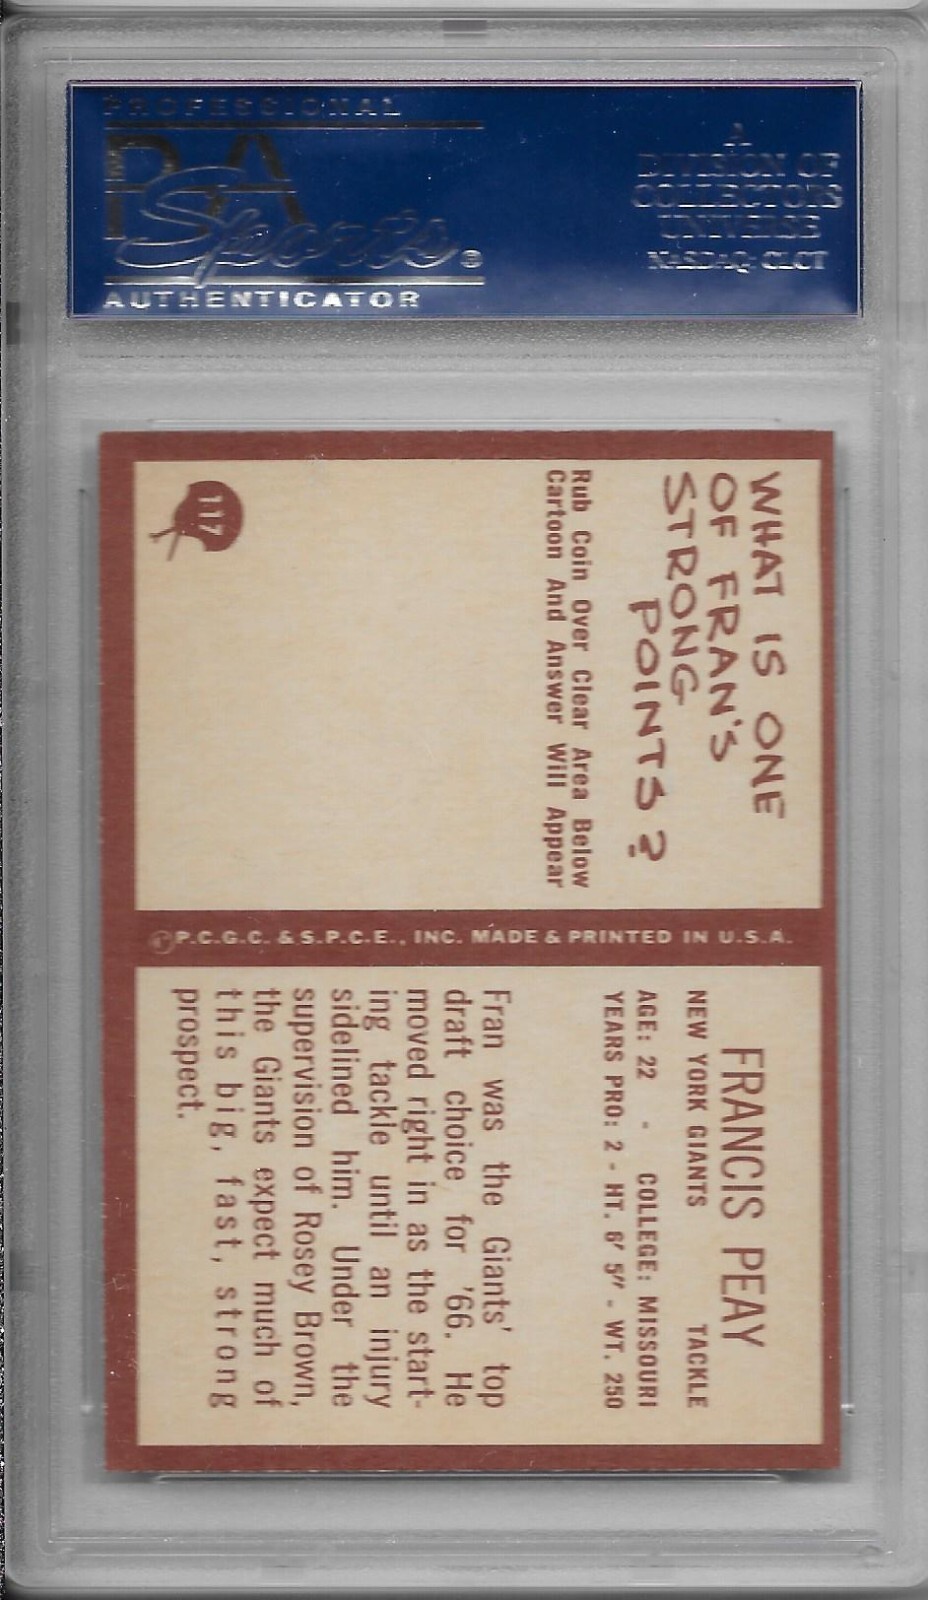 PROFESSIONAL
PSA
Sports®
AUTHENTICATOR
A
DIVISION OF
COLLECTORS
UNIVERSE
NASDAQ: CLCT
WHAT IS ONE
OF FRAN'S
STRONG
POINTS?
Rub Coin Over Clear Area Below
Cartoon And Answer Will Appear
117
P.C.G.C. & S.P.C.E., INC. MADE & PRINTED IN U.S.A.
FRANCIS PEAY
NEW YORK GIANTS TACKLE
AGE: 22 - COLLEGE: MISSOURI
YEARS PRO: 2 - HT. 6' 5" - WT. 250
Fran was the Giants' top
draft choice for '66. He
moved right in as the start-
ing tackle until an injury
sidelined him. Under the
supervision of Rosey Brown,
the Giants expect much of
this big, fast, strong
prospect.